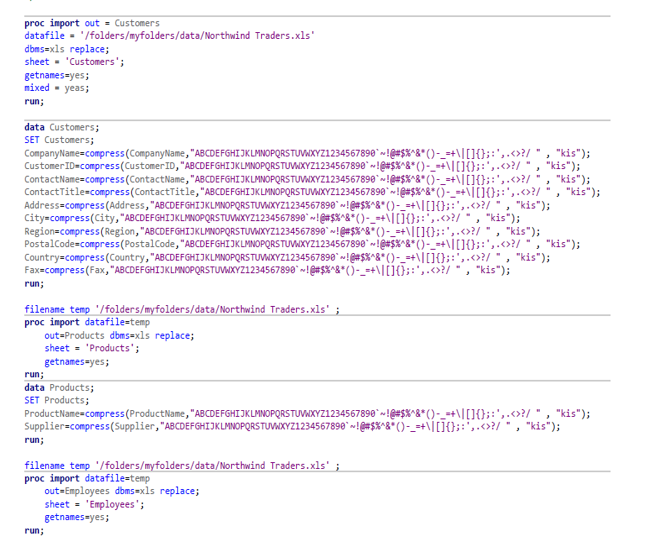 proc import out = Customers
datafile = '/folders/myfolders/data/Northwind Traders.xls'
dbms=xls replace;
sheet = 'Customers';
getnames=yes;
mixed = yeas;
run;
data Customers;
SET Customers;
CompanyName=compress(CompanyName,"ABCDEFGHIJKLMNOPQRSTUVWXYZ1234567890`~!@#$%^&*()-_=+\|[]{};:',.<>?/ " , "kis");
CustomerID=compress(CustomerID,"ABCDEFGHIJKLMNOPQRSTUVWXYZ1234567890`~!@#$%^&*()-_=+\|[]{};:',.<>?/ " , "kis");
ContactName=compress(ContactName,"ABCDEFGHIJKLMNOPQRSTUVWXYZ1234567890`~!@#$%^&*()-_=+\|[]{};:',.<>?/ " , "kis");
ContactTitle=compress(ContactTitle,"ABCDEFGHIJKLMNOPQRSTUVWXYZ1234567890`~!@#$%^&*()-_=+\|[]{};:',.<>?/ " , "kis");
Address=compress(Address,"ABCDEFGHIJKLMNOPQRSTUVWXYZ1234567890`~!@#$%^&*()-_=+\|[]{};:',.<>?/ " , "kis");
City=compress(City,"ABCDEFGHIJKLMNOPQRSTUVWXYZ1234567890`~!@#$%^&*()-_=+\|[]{};:',.<>?/ " , "kis");
Region=compress(Region,"ABCDEFGHIJKLMNOPQRSTUVWXYZ1234567890`~!@#$%^&*()-_=+\|[]{};:',.<>?/ " , "kis");
PostalCode=compress(PostalCode,"ABCDEFGHIJKLMNOPQRSTUVWXYZ1234567890`~!@#$%^&*()-_=+\|[]{};:',.<>?/ " , "kis");
Country=compress(Country,"ABCDEFGHIJKLMNOPQRSTUVWXYZ1234567890`~!@#$%^&*()-_=+\|[]{};:',.<>?/ " , "kis");
Fax=compress(Fax,"ABCDEFGHIJKLMNOPQRSTUVWXYZ1234567890`~!@#$%^&*()-_=+\|[]{};:',.<>?/ " , "kis");
run;
filename temp '/folders/myfolders/data/Northwind Traders.xls' ;
proc import datafile=temp
out=Products dbms=xls replace;
sheet = 'Products';
getnames=yes;
run;
data Products;
SET Products;
ProductName=compress(ProductName,"ABCDEFGHIJKLMNOPQRSTUVWXYZ1234567890`~!@#$%^&*()-_=+\|[]{};:',.<>?/ " , "kis");
Supplier=compress(Supplier,"ABCDEFGHIJKLMNOPQRSTUVWXYZ1234567890`~!@#$%^&*()-_=+\|[]{};:',.<>?/ " , "kis");
run;
filename temp '/folders/myfolders/data/Northwind Traders.xls' ;
proc import datafile=temp
out=Employees dbms=xls replace;
sheet = 'Employees';
getnames=yes;
run;